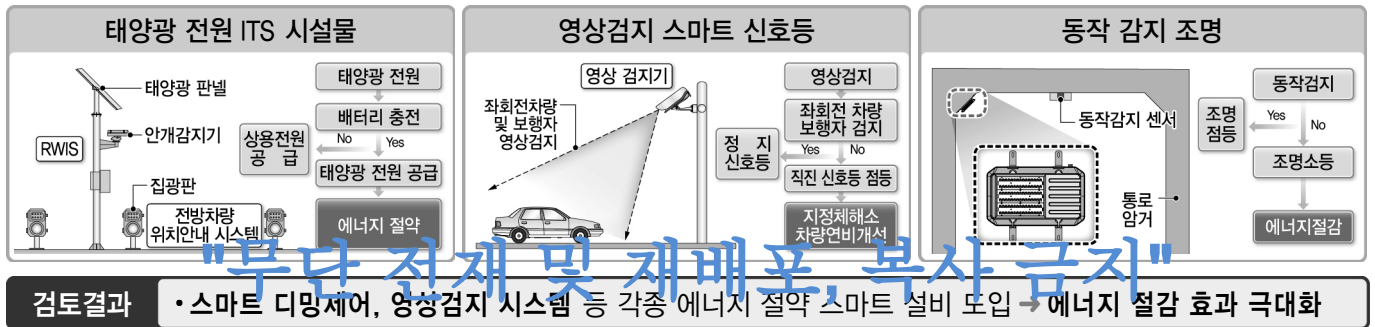 태양광 전원 ITS 시설물
태양광 판넬
안개감지기
RWIS
집광판
전방차량
위치안내 시스템
태양광 전원
배터리 충전
No
Yes
상용전원
공 급
태양광 전원 공급
에너지 절약
영상검지 스마트 신호등
영상 검지기
좌회전차량
및 보행자
영상검지
영상검지
좌회전 차량
보행자 검지
Yes
No
정 지
신호등
직진 신호등 점등
지정체해소
차량연비개선
동작 감지 조명
동작감지 센서
통로
암거
동작검지
Yes
No
조명
점등
조명소등
에너지절감
"무단 전재 및 재배포, 복사 금지"
검토결과
• 스마트 디밍제어, 영상검지 시스템 등 각종 에너지 절약 스마트 설비 도입 → 에너지 절감 효과 극대화